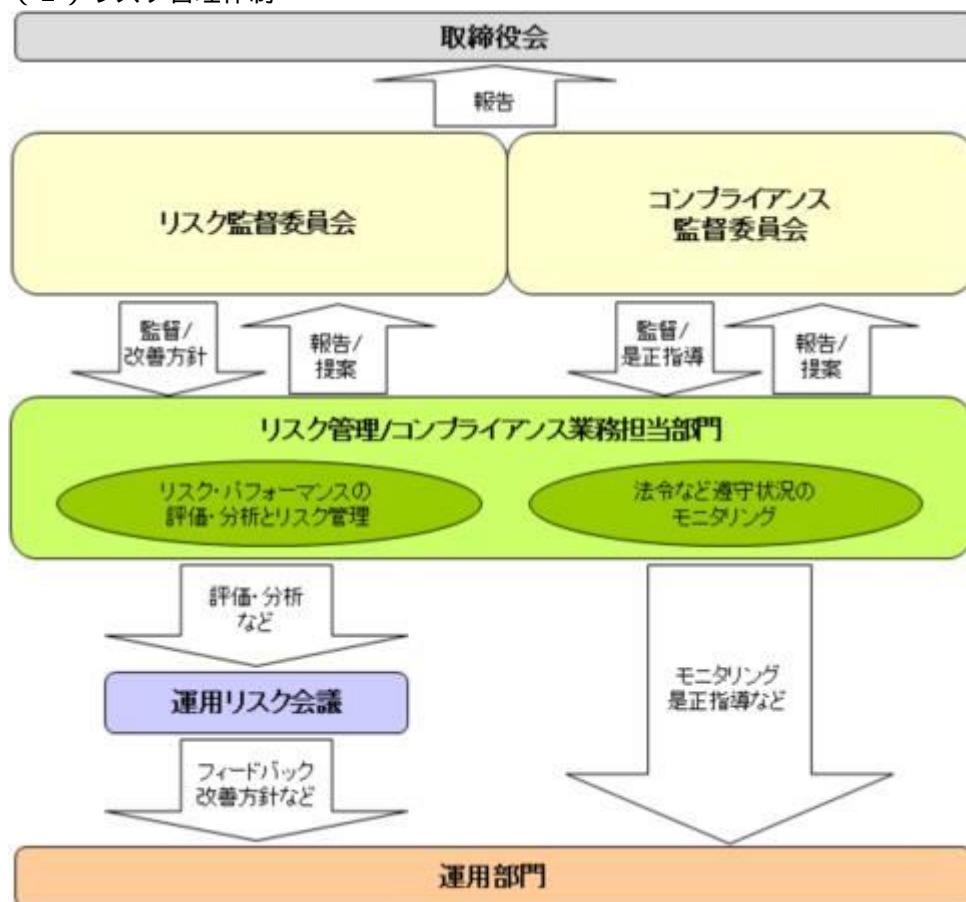 リスク管理体制
取締役会
報告
リスク監督委員会
コンプライアンス
監督委員会
監督/
改善方針
報告/
提案
監督/
是正指導
報告/
提案
リスク管理/コンプライアンス業務担当部門
リスク・パフォーマンスの
評価・分析とリスク管理
法令など遵守状況の
モニタリング
評価・分析
など
運用リスク会議
モニタリング
是正指導など
フィードバック
改善方針など
運用部門